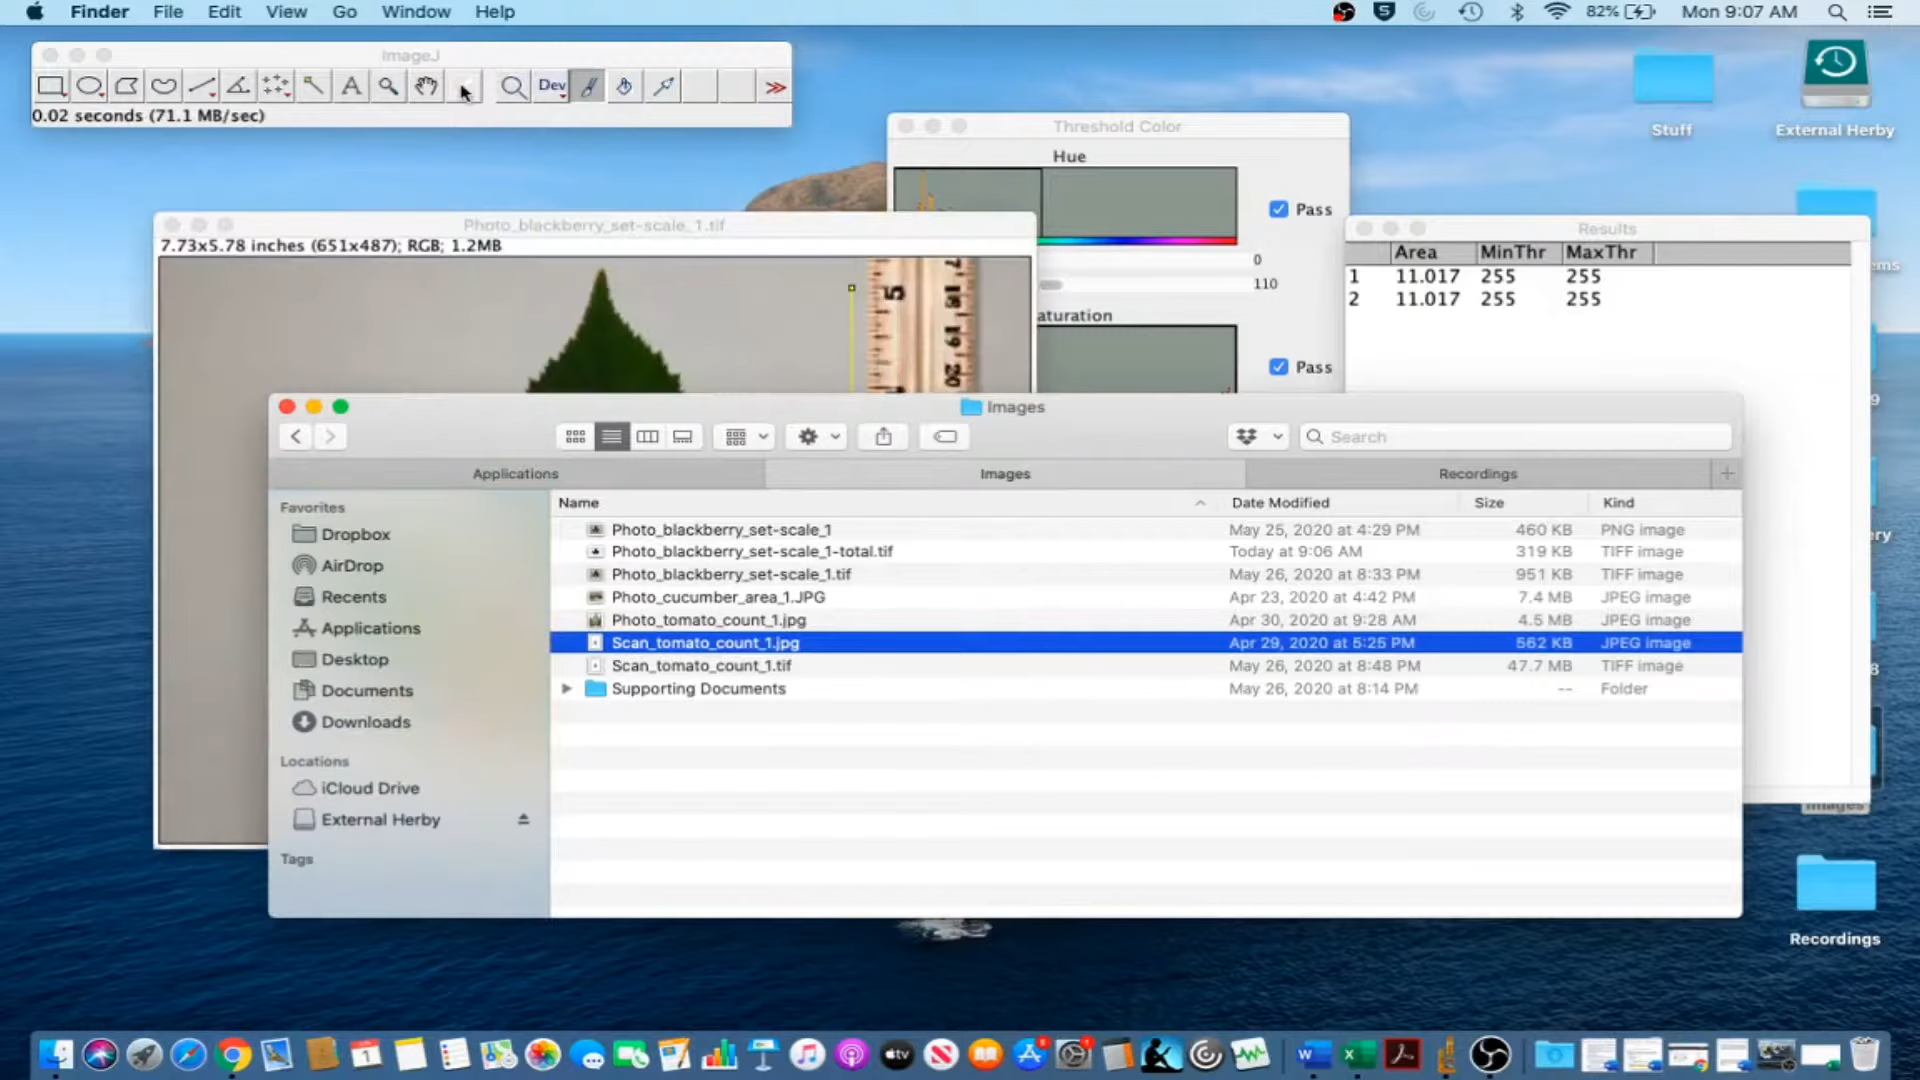 Finder File Edit View Go Window Help
82% Mon 9:07 AM
ImageJ
A Dev
0.02 seconds (71.1 MB/sec)
Stuff
External Herby
Threshold Color
Hue
Pass
0
110
Saturation
Pass
Photo_blackberry_set-scale_1.tif
7.73x5.78 inches (651x487); RGB; 1.2MB
5
18
19
20
Results
Area MinThr MaxThr
1 11.017 255 255
2 11.017 255 255
Images
Search
Applications Images Recordings
Favorites
Dropbox
AirDrop
Recents
Applications
Desktop
Documents
Downloads
Locations
iCloud Drive
External Herby
Tags
Name Date Modified Size Kind
Photo_blackberry_set-scale_1 May 25, 2020 at 4:29 PM 460 KB PNG image
Photo_blackberry_set-scale_1-total.tif Today at 9:06 AM 319 KB TIFF image
Photo_blackberry_set-scale_1.tif May 26, 2020 at 8:33 PM 951 KB TIFF image
Photo_cucumber_area_1.JPG Apr 23, 2020 at 4:42 PM 7.4 MB JPEG image
Photo_tomato_count_1.jpg Apr 30, 2020 at 9:28 AM 4.5 MB JPEG image
Scan_tomato_count_1.jpg Apr 29, 2020 at 5:25 PM 562 KB JPEG image
Scan_tomato_count_1.tif May 26, 2020 at 8:48 PM 47.7 MB TIFF image
Supporting Documents May 26, 2020 at 8:14 PM -- Folder
Images
Recordings